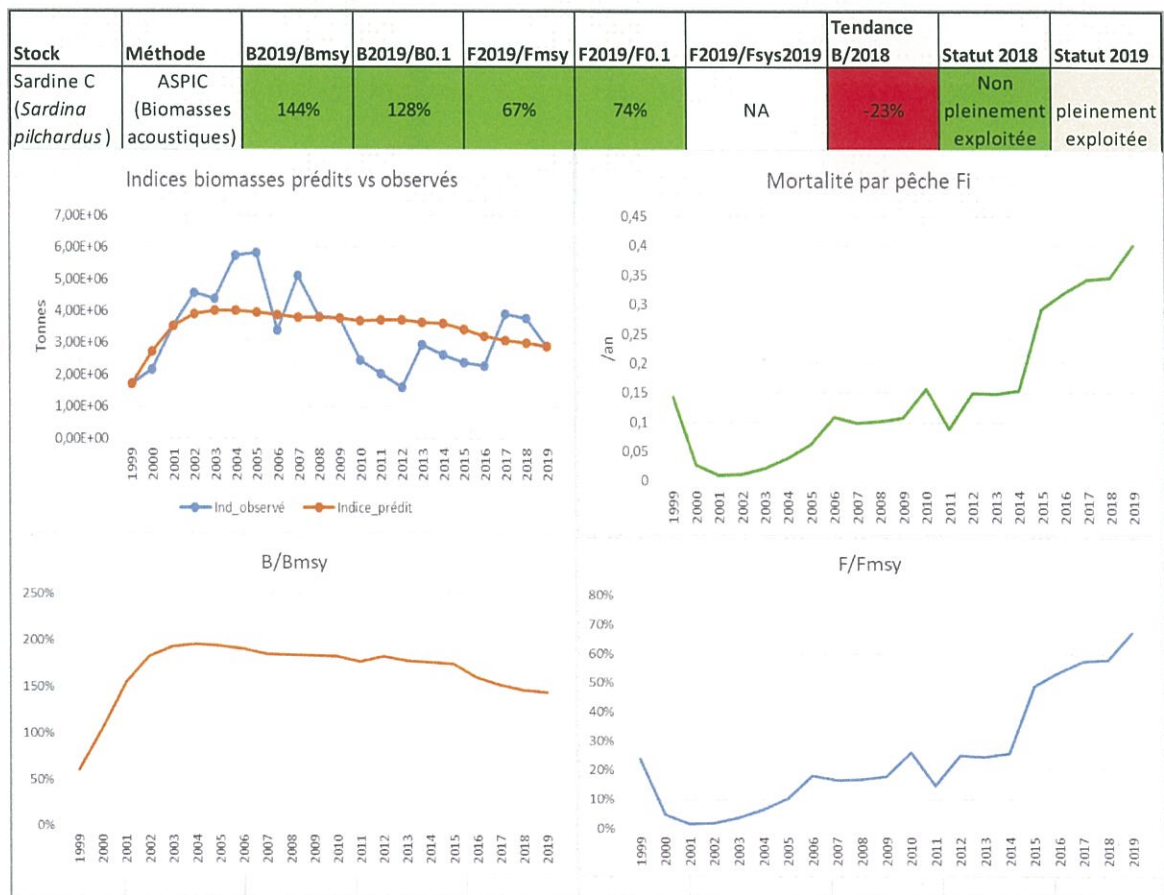 Stock Méthode B2019/Bmsy B2019/B0.1 F2019/Fmsy F2019/F0.1 F2019/Fsys2019 Tendance B/2018 Statut 2018 Statut 2019
Sardine C (Sardina pilchardus) ASPIC (Biomasses acoustiques) 144% 128% 67% 74% NA -23% Non pleinement exploitée pleinement exploitée
Indices biomasses prédits vs observés
7,00E+06
6,00E+06
5,00E+06
4,00E+06
3,00E+06
2,00E+06
1,00E+06
0,00E+00
Tonnes
1999 2000 2001 2002 2003 2004 2005 2006 2007 2008 2009 2010 2011 2012 2013 2014 2015 2016 2017 2018 2019
Ind_observé Indice_prédit
Mortalité par pêche Fi
0,45
0,4
0,35
0,3
0,25
0,2
0,15
0,1
0,05
0
/an
1999 2000 2001 2002 2003 2004 2005 2006 2007 2008 2009 2010 2011 2012 2013 2014 2015 2016 2017 2018 2019
B/Bmsy
250%
200%
150%
100%
50%
0%
1999 2000 2001 2002 2003 2004 2005 2006 2007 2008 2009 2010 2011 2012 2013 2014 2015 2016 2017 2018 2019
F/Fmsy
80%
70%
60%
50%
40%
30%
20%
10%
0%
1999 2000 2001 2002 2003 2004 2005 2006 2007 2008 2009 2010 2011 2012 2013 2014 2015 2016 2017 2018 2019